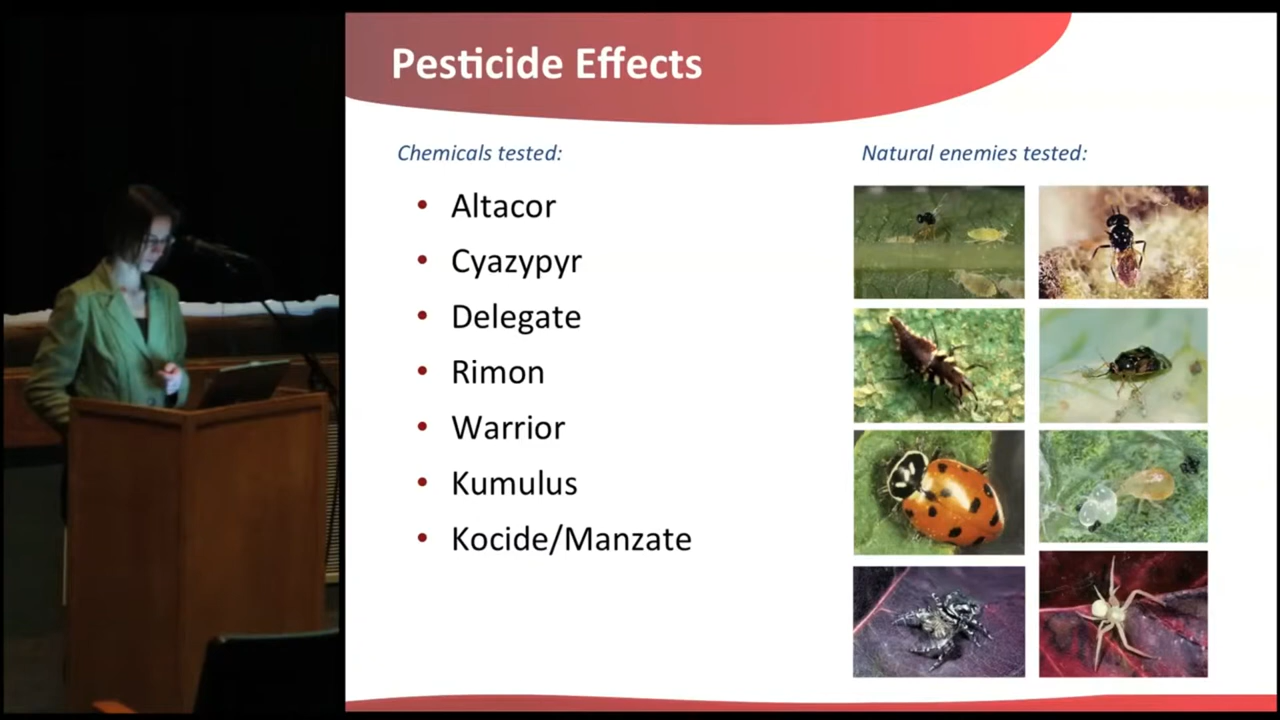 Pesticide Effects
Chemicals tested:
• Altacor
• Cyazypyr
• Delegate
• Rimon
• Warrior
• Kumulus
• Kocide/Manzate
Natural enemies tested: